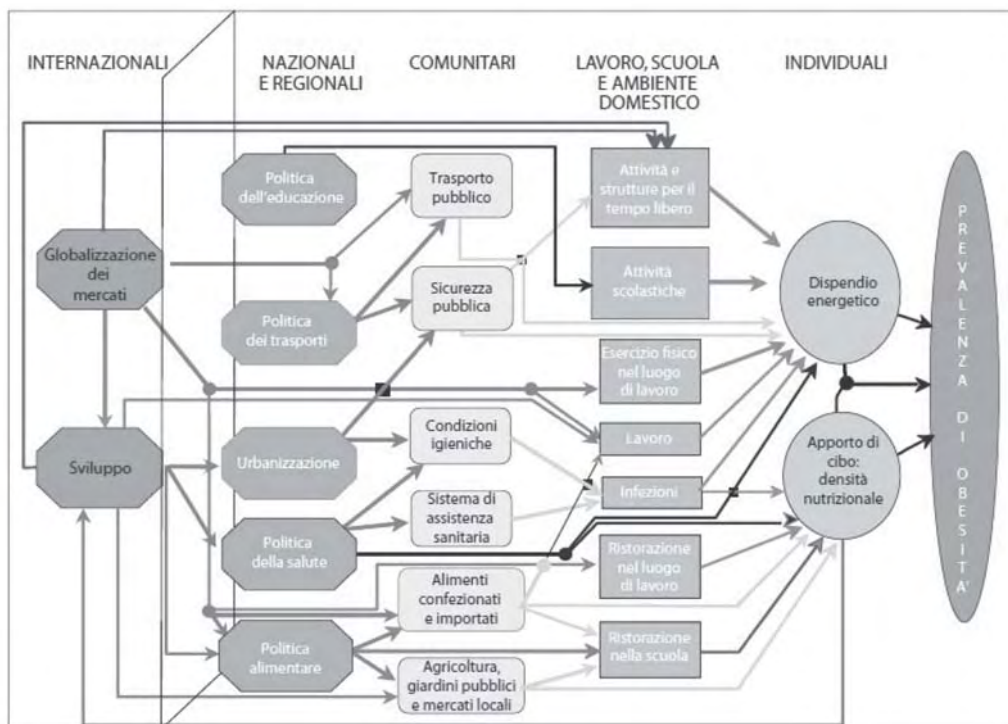 INTERNAZIONALI
NAZIONALI
E REGIONALI
COMUNITARI
LAVORO, SCUOLA
E AMBIENTE
DOMESTICO
INDIVIDUALI
Globalizzazione
dei
mercati
Sviluppo
Politica
dell'educazione
Politica
dei trasporti
Urbanizzazione
Politica
della salute
Politica
alimentare
Trasporto
pubblico
Sicurezza
pubblica
Condizioni
igieniche
Sistema di
assistenza
sanitaria
Alimenti
confezionati
e importati
Agricoltura,
giardini pubblici
e mercati locali
Attività e
strutture per il
tempo libero
Attività
scolastiche
Esercizio fisico
nel luogo
di lavoro
Lavoro
Infezioni
Ristorazione
nel luogo
di lavoro
Ristorazione
nella scuola
Dispendio
energetico
Apporto di
cibo:
densità
nutrizionale
PREVALENZA DI OBESITA'